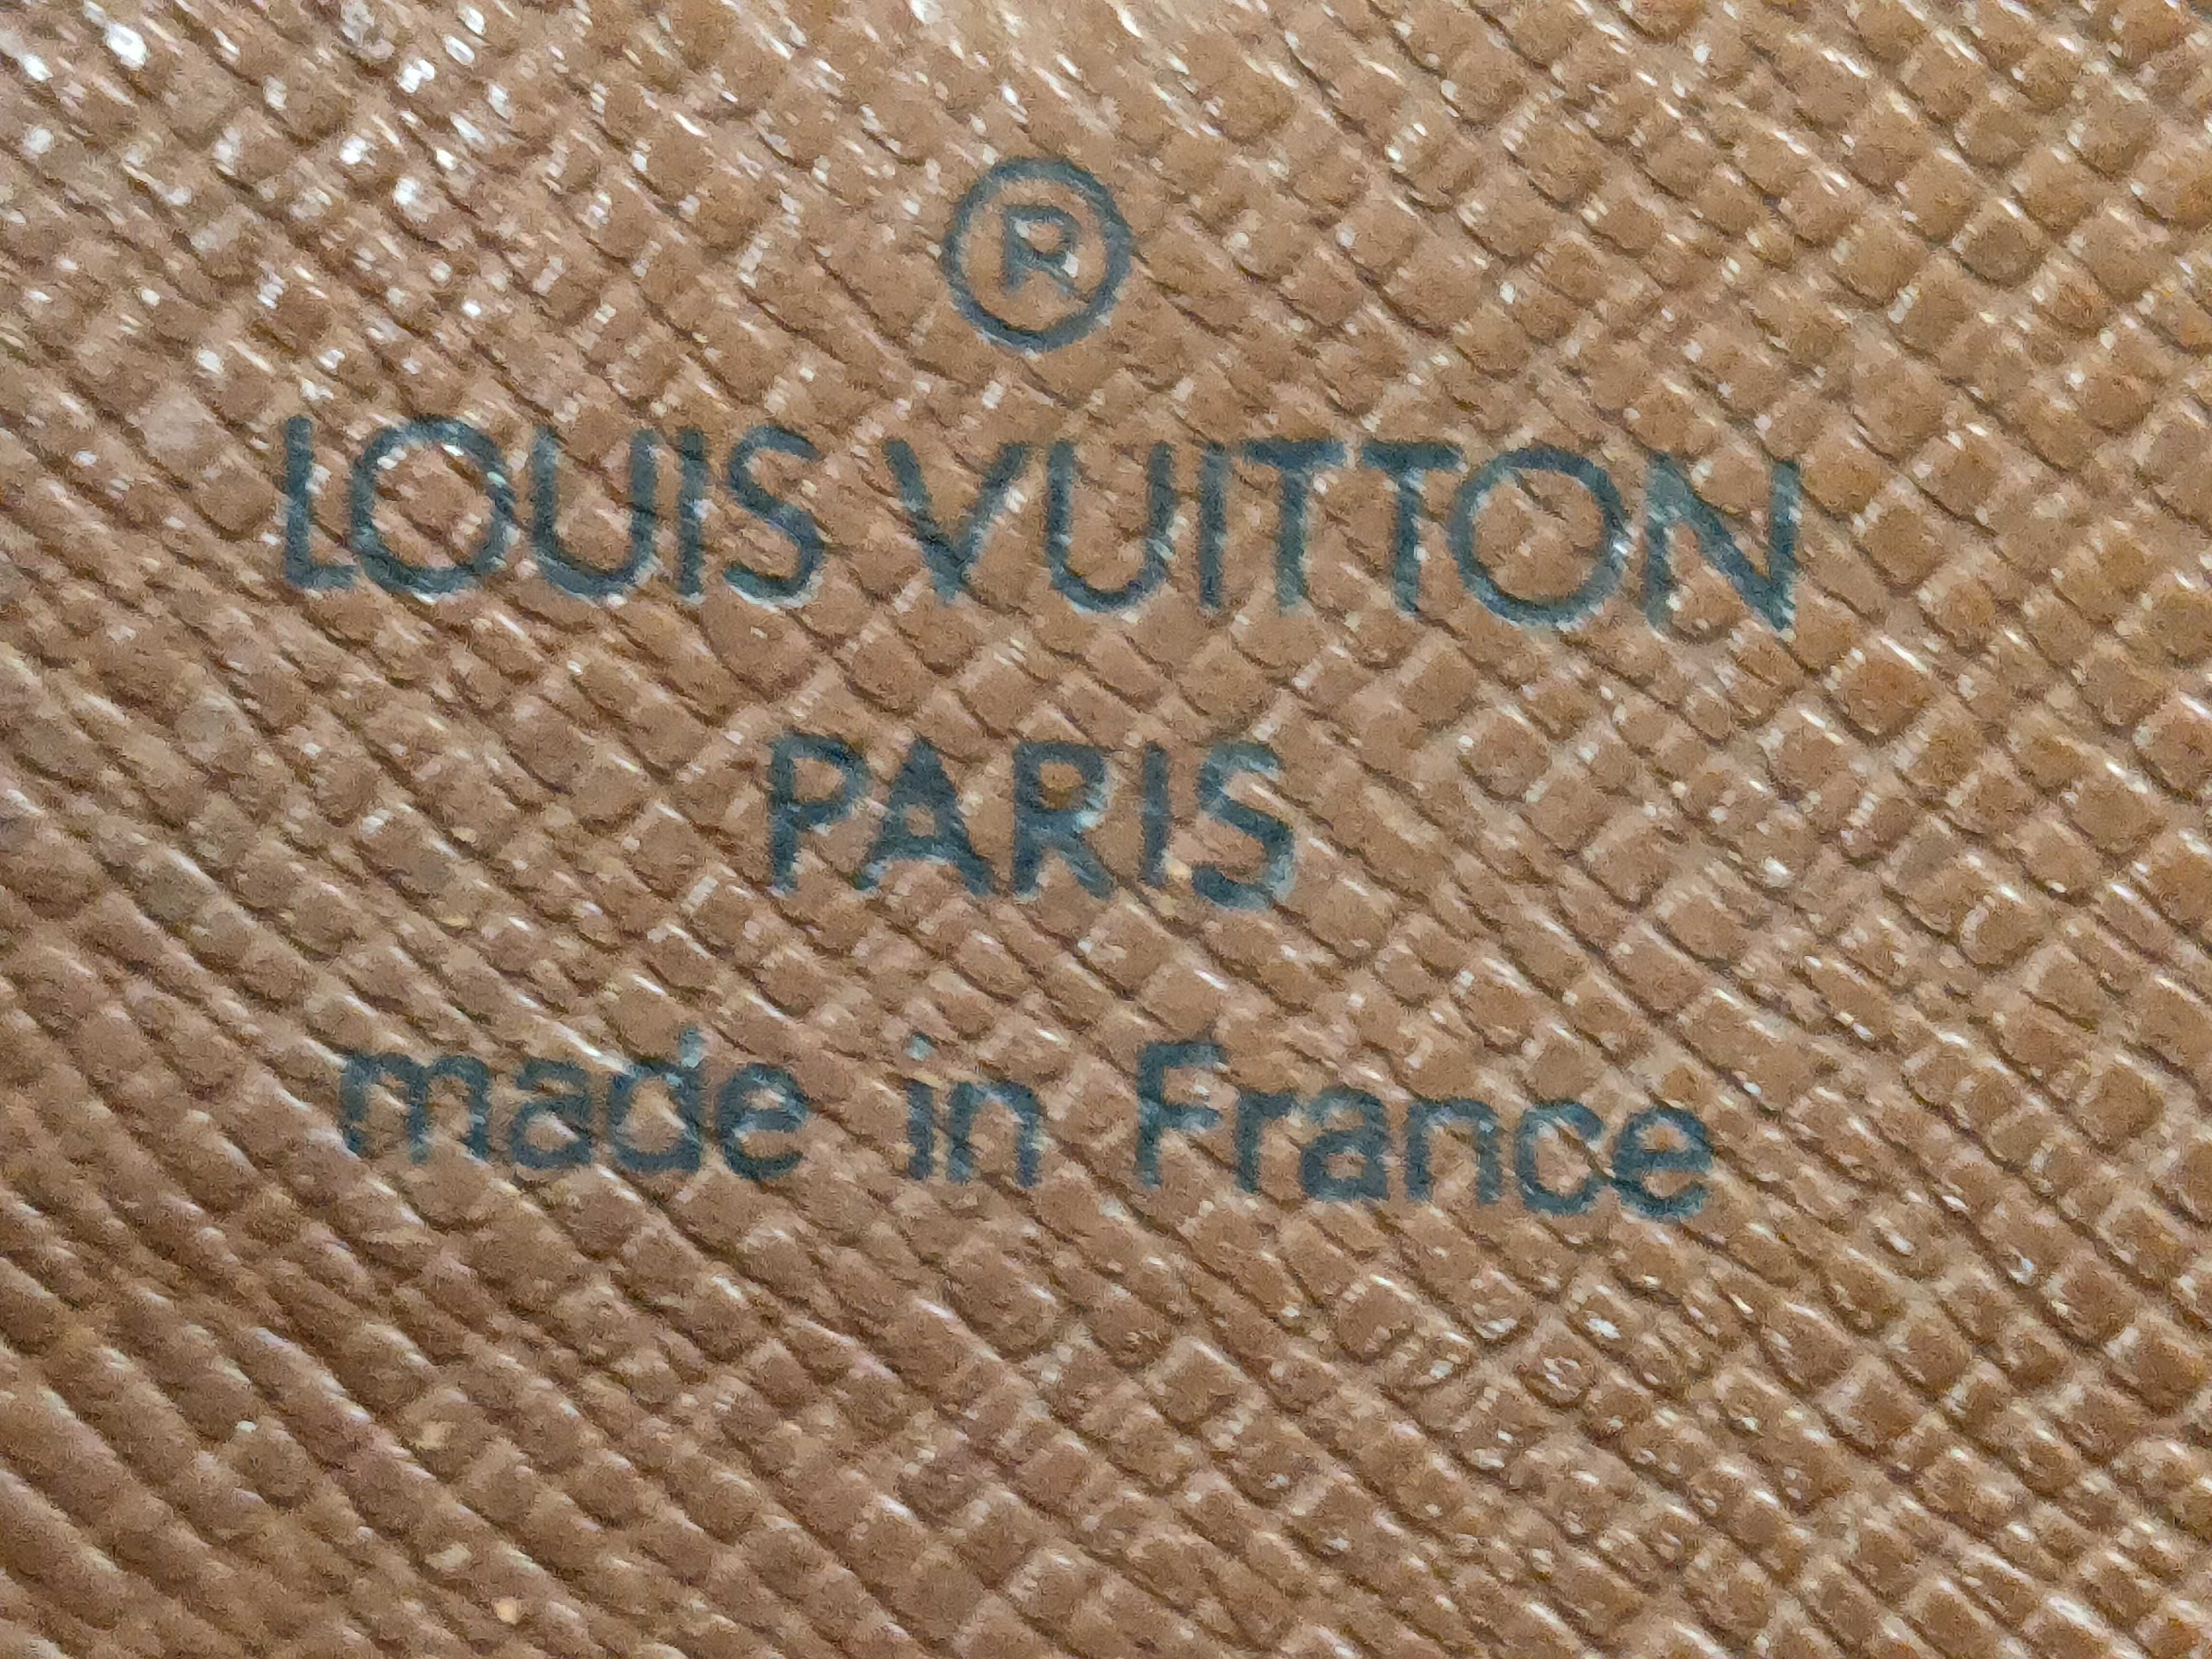 ®
LOUIS VUITTON
PARIS
made in France